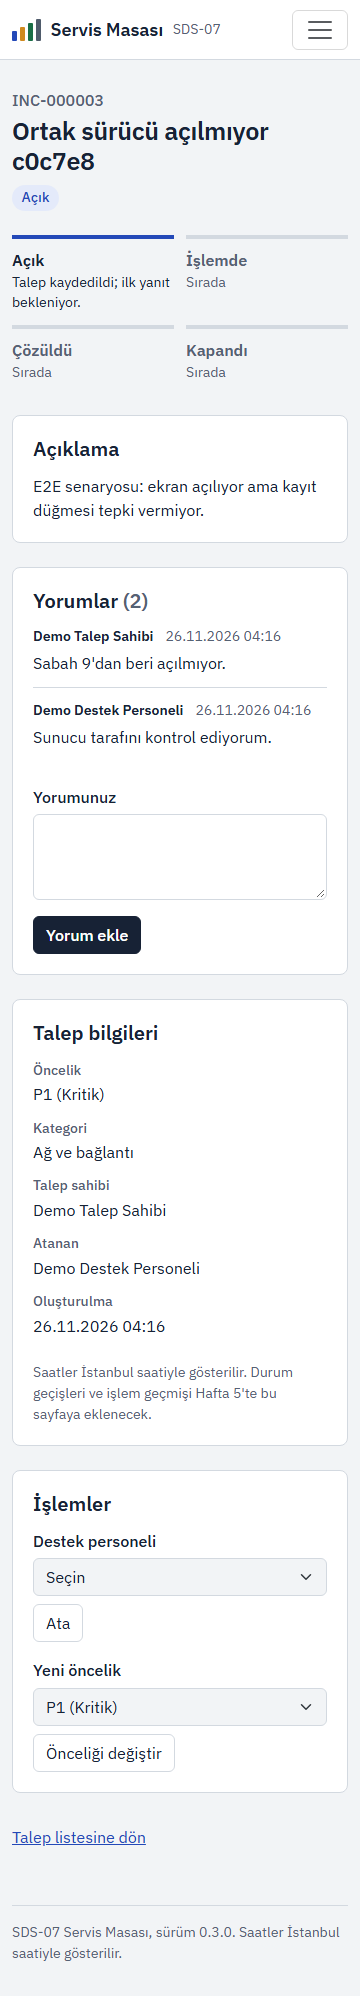 Servis Masası SDS-07
INC-000003
Ortak sürücü açılmıyor
c0c7e8
Açık
Açık
Talep kaydedildi; ilk yanıt
bekleniyor.
İşlemde
Sırada
Çözüldü
Sırada
Kapandı
Sırada
Açıklama
E2E senaryosu: ekran açılıyor ama kayıt
düğmesi tepki vermiyor.
Yorumlar (2)
Demo Talep Sahibi 26.11.2026 04:16
Sabah 9'dan beri açılmıyor.
Demo Destek Personeli 26.11.2026 04:16
Sunucu tarafını kontrol ediyorum.
Yorumunuz
Yorum ekle
Talep bilgileri
Öncelik
P1 (Kritik)
Kategori
Ağ ve bağlantı
Talep sahibi
Demo Talep Sahibi
Atanan
Demo Destek Personeli
Oluşturulma
26.11.2026 04:16
Saatler İstanbul saatiyle gösterilir. Durum
geçişleri ve işlem geçmişi Hafta 5'te bu
sayfaya eklenecek.
İşlemler
Destek personeli
Seçin
Ata
Yeni öncelik
P1 (Kritik)
Önceliği değiştir
Talep listesine dön
SDS-07 Servis Masası, sürüm 0.3.0. Saatler İstanbul
saatiyle gösterilir.